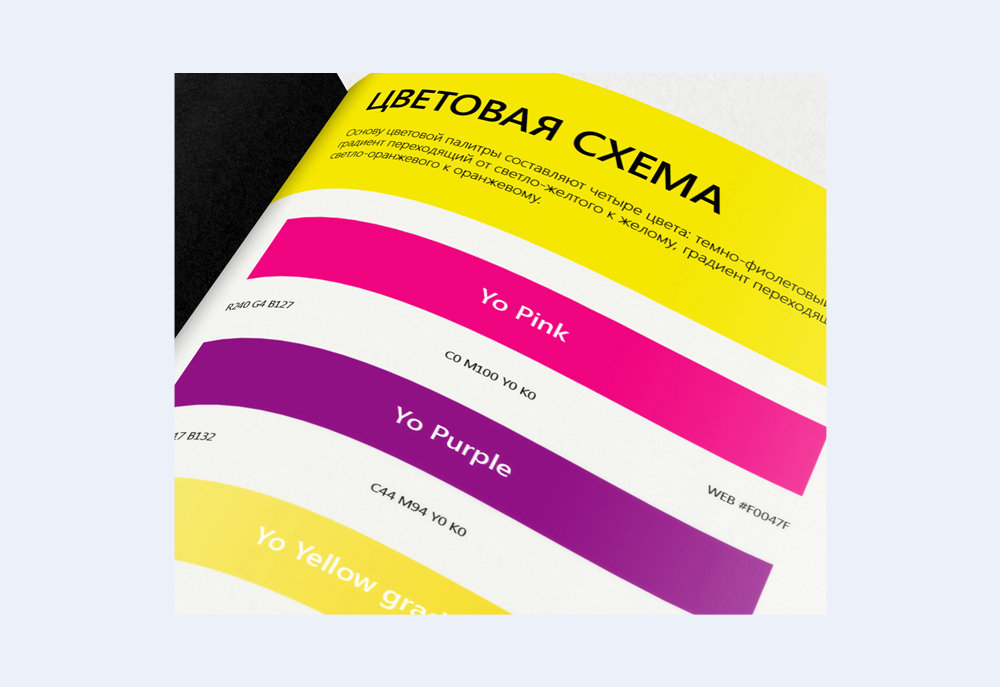 ЦВЕТОВАЯ СХЕМА
Основу цветовой палитры составляют четыре цвета: темно-фиолетовый
градиент переходящий от светло-желтого к желому, градиент переходящ
светло-оранжевого к оранжевому.
Yo Pink
R240 G4 B127
C0 M100 Y0 K0
WEB #F0047F
Yo Purple
17 B132
C44 M94 Y0 K0
Yo Yellow grad